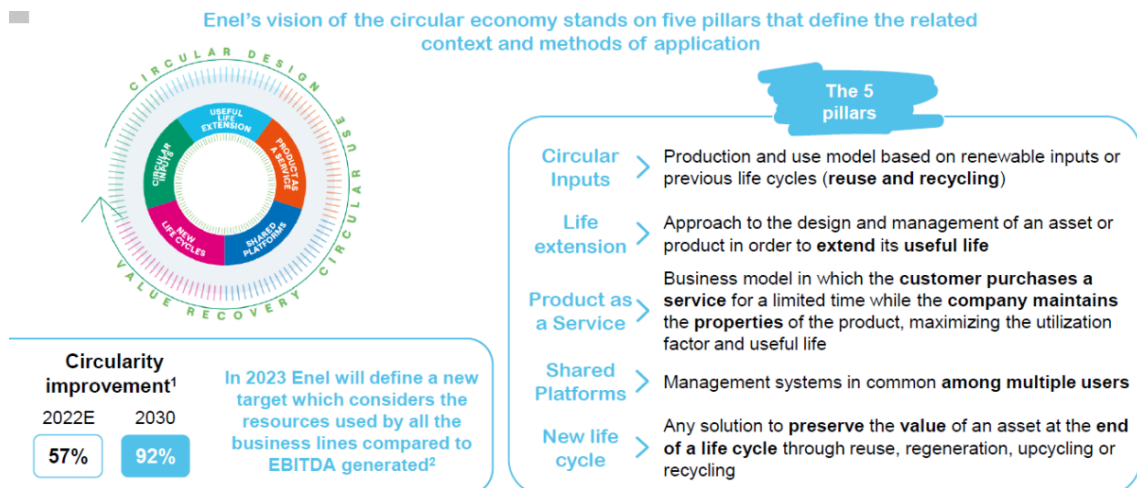 Enel's vision of the circular economy stands on five pillars that define the related
context and methods of application
CIRCULAR DESIGN
CIRCULAR USE
VALUE RECOVERY
USEFUL
LIFE
EXTENSION
PRODUCT AS
A SERVICE
SHARED
PLATFORMS
NEW
LIFE CYCLES
CIRCULAR
INPUTS
The 5
pillars
Circular
Inputs
Production and use model based on renewable inputs or
previous life cycles (reuse and recycling)
Life
extension
Approach to the design and management of an asset or
product in order to extend its useful life
Product as
a Service
Business model in which the customer purchases a
service for a limited time while the company maintains
the properties of the product, maximizing the utilization
factor and useful life
Shared
Platforms
Management systems in common among multiple users
New life
cycle
Any solution to preserve the value of an asset at the end
of a life cycle through reuse, regeneration, upcycling or
recycling
Circularity
improvement¹
2022E 2030
57% 92%
In 2023 Enel will define a new
target which considers the
resources used by all the
business lines compared to
EBITDA generated²